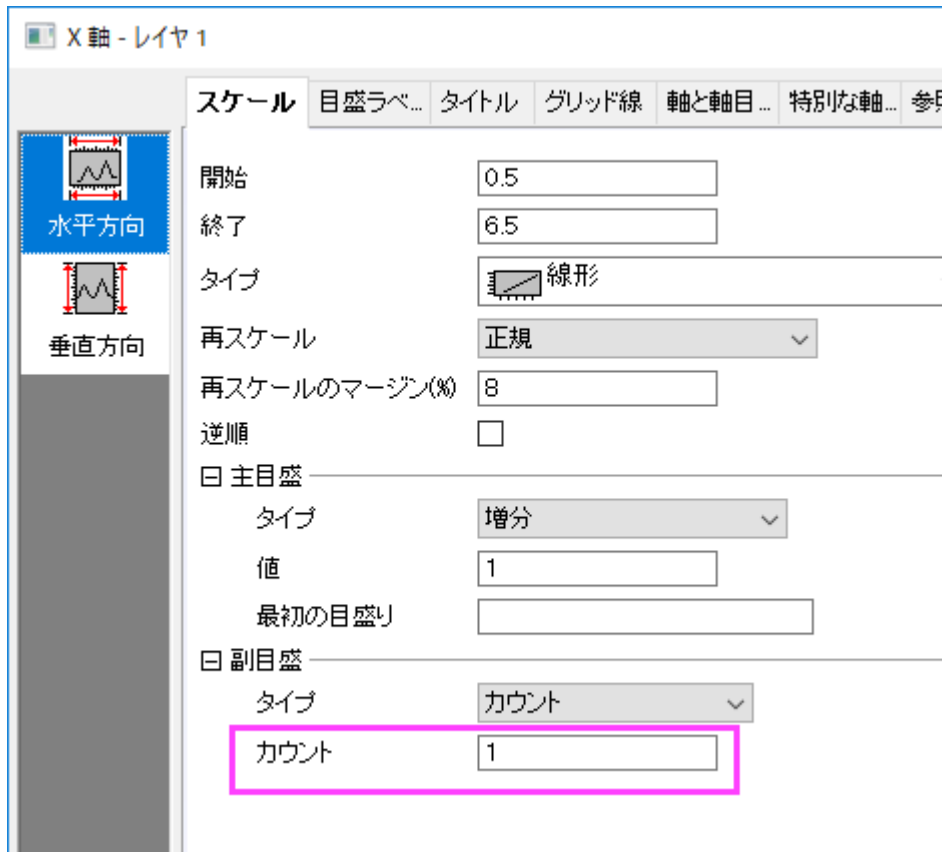 X 軸 - レイヤ 1
スケール 目盛ラベ... タイトル グリッド線 軸と軸目 ... 特別な軸... 参照
水平方向
垂直方向
開始 0.5
終了 6.5
タイプ 線形
再スケール 正規
再スケールのマージン(%) 8
逆順
主目盛
タイプ 増分
値 1
最初の目盛り
副目盛
タイプ カウント
カウント 1